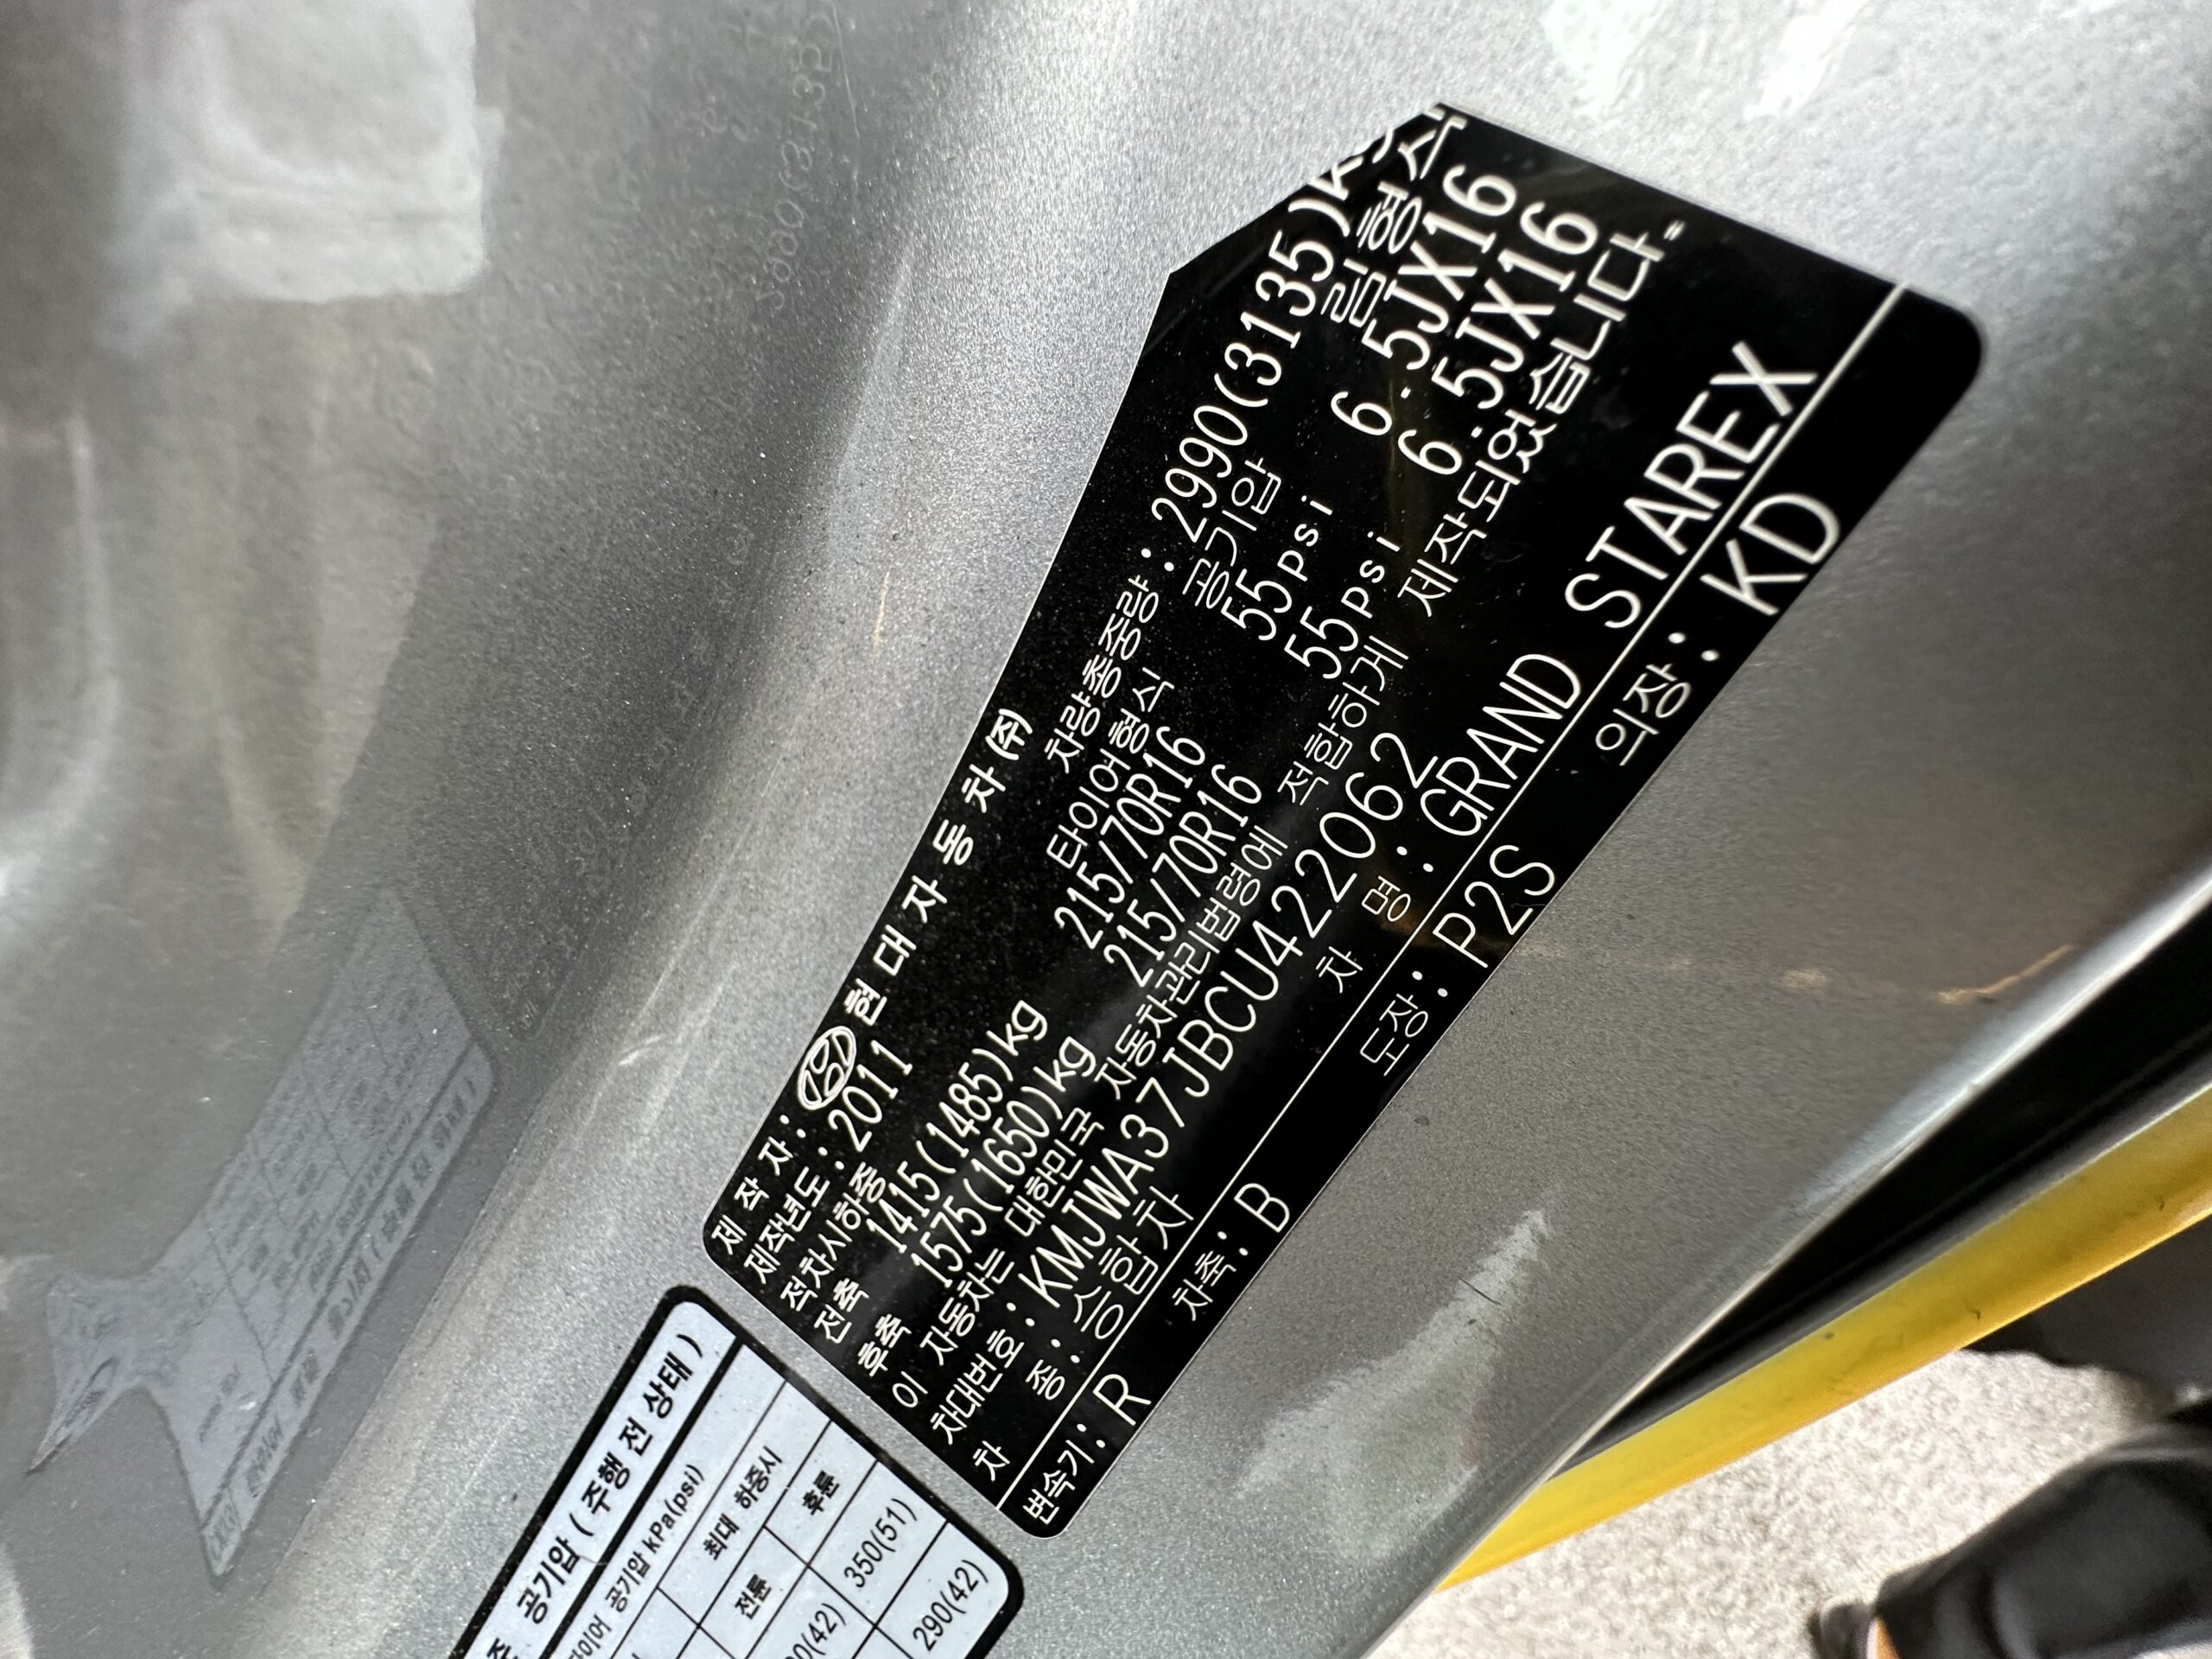 제 작 자: 현 대 자 동 차 (주)
제작년도: 2011 차량총중량: 2990(3135)
적차시하중 타이어형식 공기압 림형식
전축 1415(1485)kg 215/70R16 55psi 6.5JX16
후축 1575(1650)kg 215/70R16 55psi 6.5JX16
이 자동차는 대한민국 자동차관리법령에 적합하게 제작되었습니다"
차대번호: KMJWA37JBCU422062
차 종: 승합차 차 명: GRAND STAREX
변속기: R 차축: B 도장: P2S 의장: KD
공기압 (주행 전 상태)
공기압 kPa(psi)
최대 하중시
전륜 후륜
350(51)
290(42)